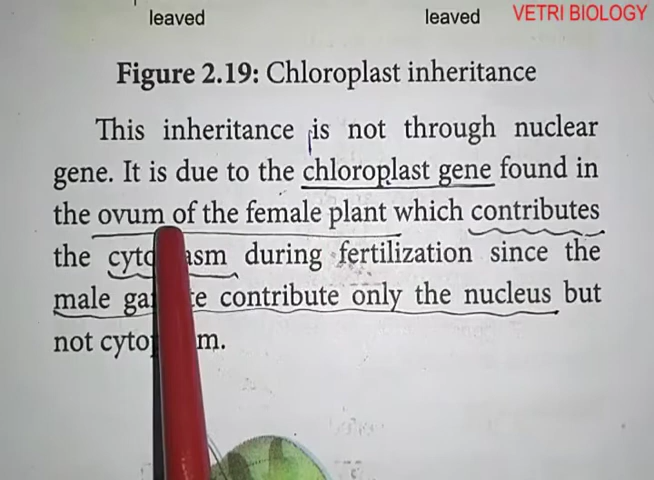 leaved leaved VETRI BIOLOGY
Figure 2.19: Chloroplast inheritance
This inheritance is not through nuclear
gene. It is due to the chloroplast gene found in
the ovum of the female plant which contributes
the during fertilization since the
male contribute only the nucleus but
not